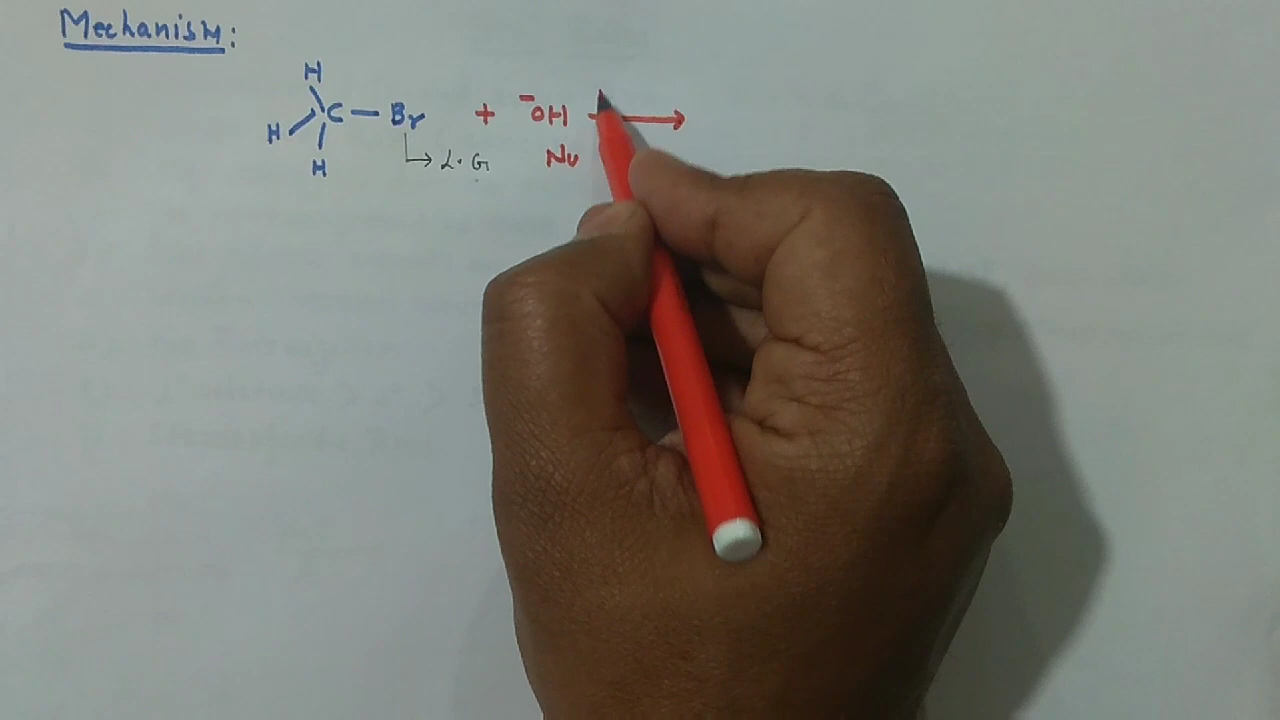 Mechanism:
H
H C — Br + ⁻OH →
H L.G Nu